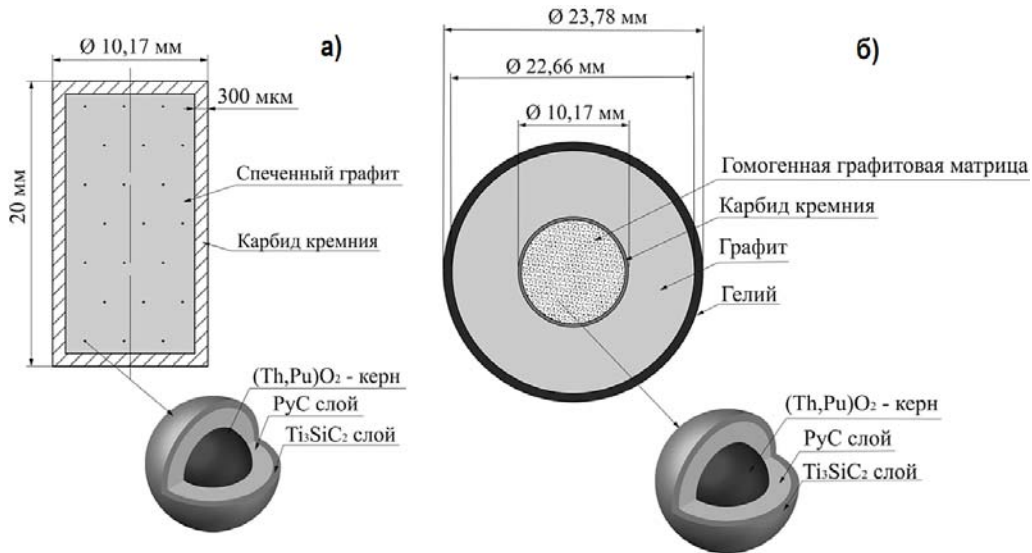 Ø 10,17 мм
а)
300 мкм
20 мм
Спеченный графит
Карбид кремния
(Th,Pu)O₂ - керн
PyC слой
Ti₃SiC₂ слой
Ø 23,78 мм
б)
Ø 22,66 мм
Ø 10,17 мм
Гомогенная графитовая матрица
Карбид кремния
Графит
Гелий
(Th,Pu)O₂ - керн
PyC слой
Ti₃SiC₂ слой